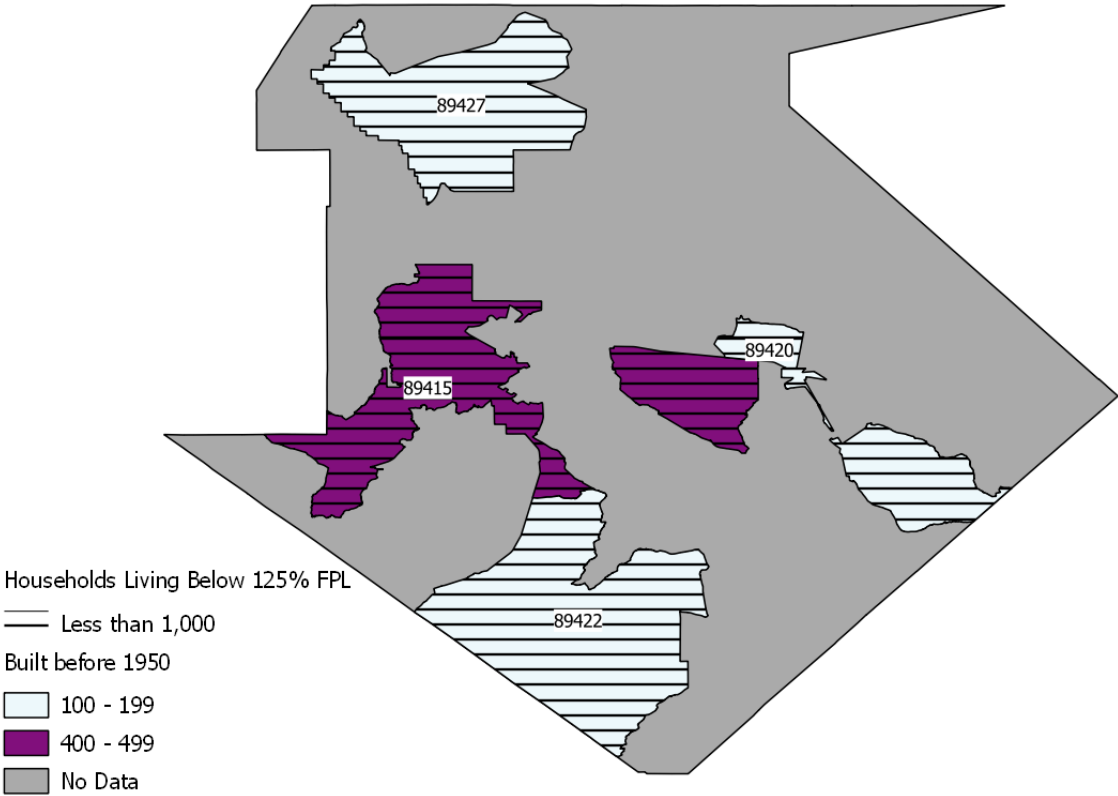 89427
89420
89415
89422
Households Living Below 125% FPL
Less than 1,000
Built before 1950
100 - 199
400 - 499
No Data